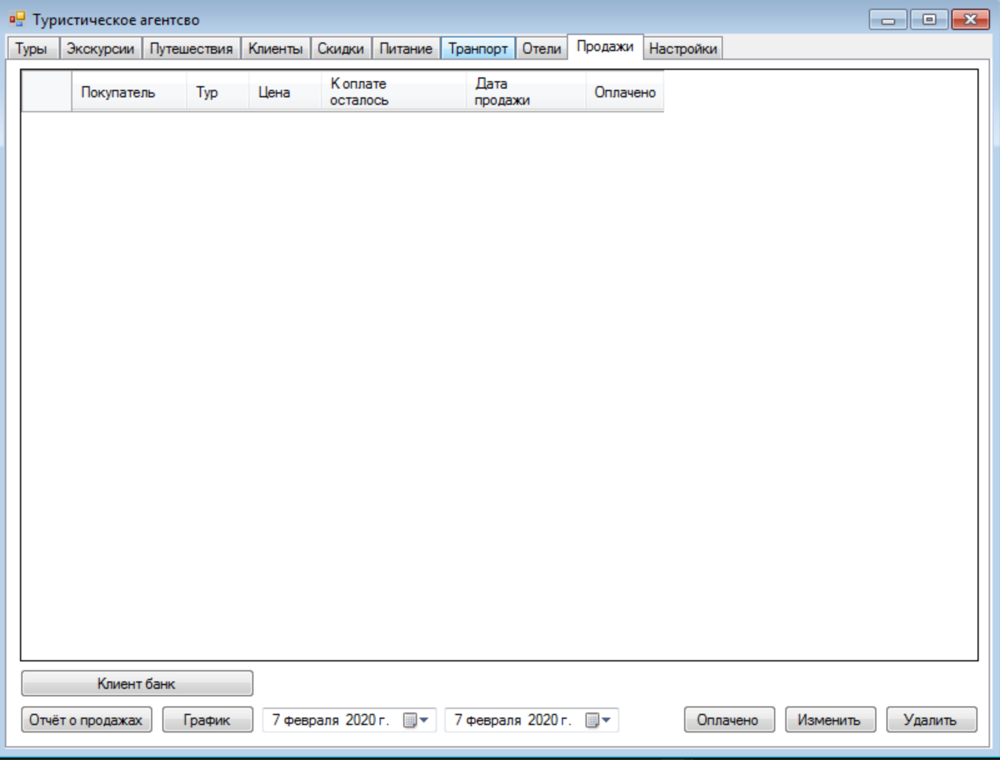 Туристическое агентсво
Туры Экскурсии Путешествия Клиенты Скидки Питание Транпорт Отели Продажи Настройки
Покупатель Тур Цена К оплате осталось Дата продажи Оплачено
Клиент банк
Отчёт о продажах График 7 февраля 2020 г. 7 февраля 2020 г. Оплачено Изменить Удалить